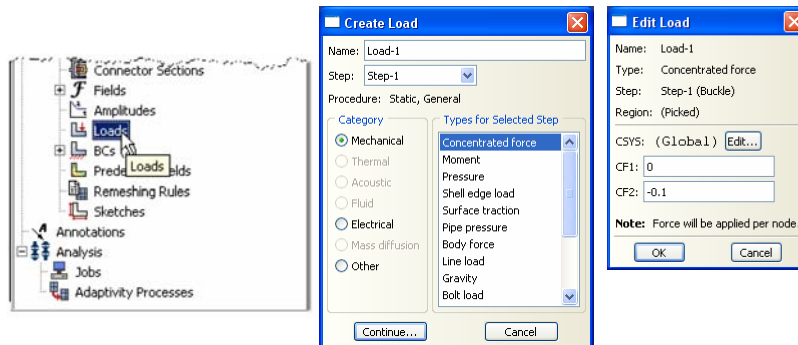 Connector Sections
Fields
Amplitudes
Loads
BCs
Loads
Remeshing Rules
Sketches
Annotations
Analysis
Jobs
Adaptivity Processes
Create Load
Name: Load-1
Step: Step-1
Procedure: Static, General
Category
Mechanical
Thermal
Acoustic
Fluid
Electrical
Mass diffusion
Other
Types for Selected Step
Concentrated force
Moment
Pressure
Shell edge load
Surface traction
Pipe pressure
Body force
Line load
Gravity
Bolt load
Continue... Cancel
Edit Load
Name: Load-1
Type: Concentrated force
Step: Step-1 (Buckle)
Region: (Picked)
CSYS: (Global) Edit...
CF1: 0
CF2: -0.1
Note: Force will be applied per node
OK Cancel